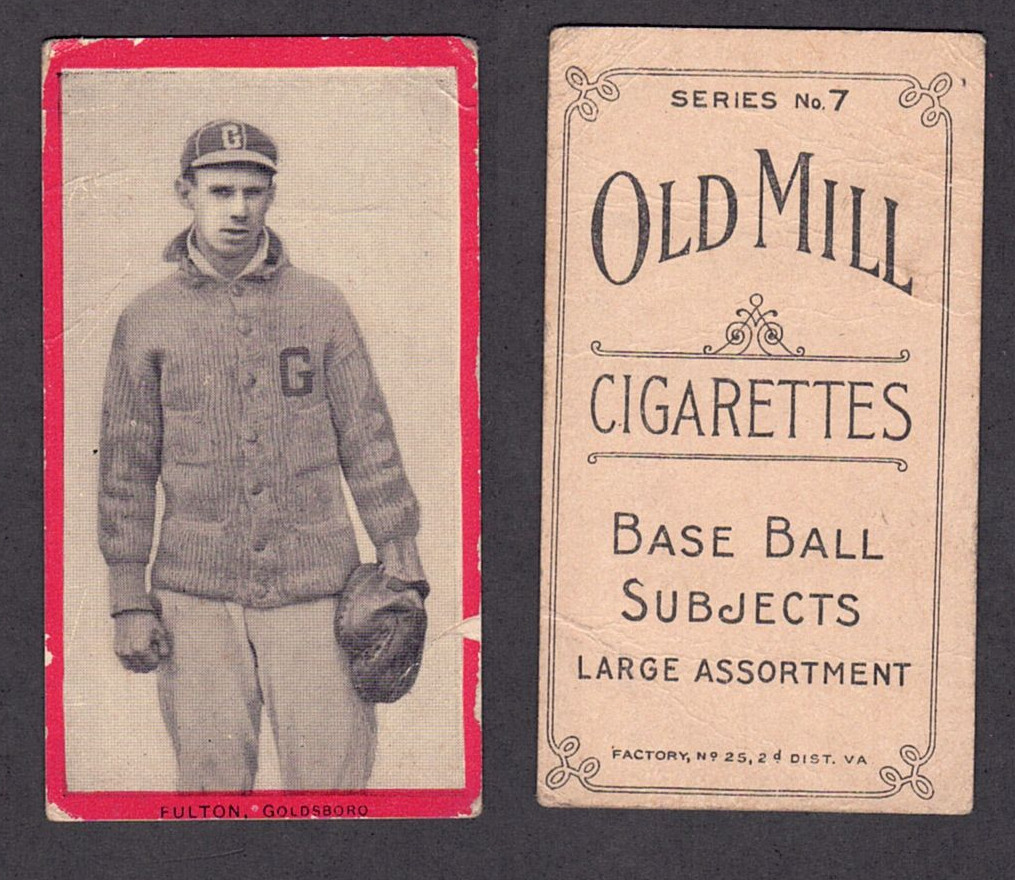 G
G
FULTON, GOLDSBORO
SERIES No. 7
OLD MILL
CIGARETTES
BASE BALL
SUBJECTS
LARGE ASSORTMENT
FACTORY, Nº 25, 2d DIST. VA